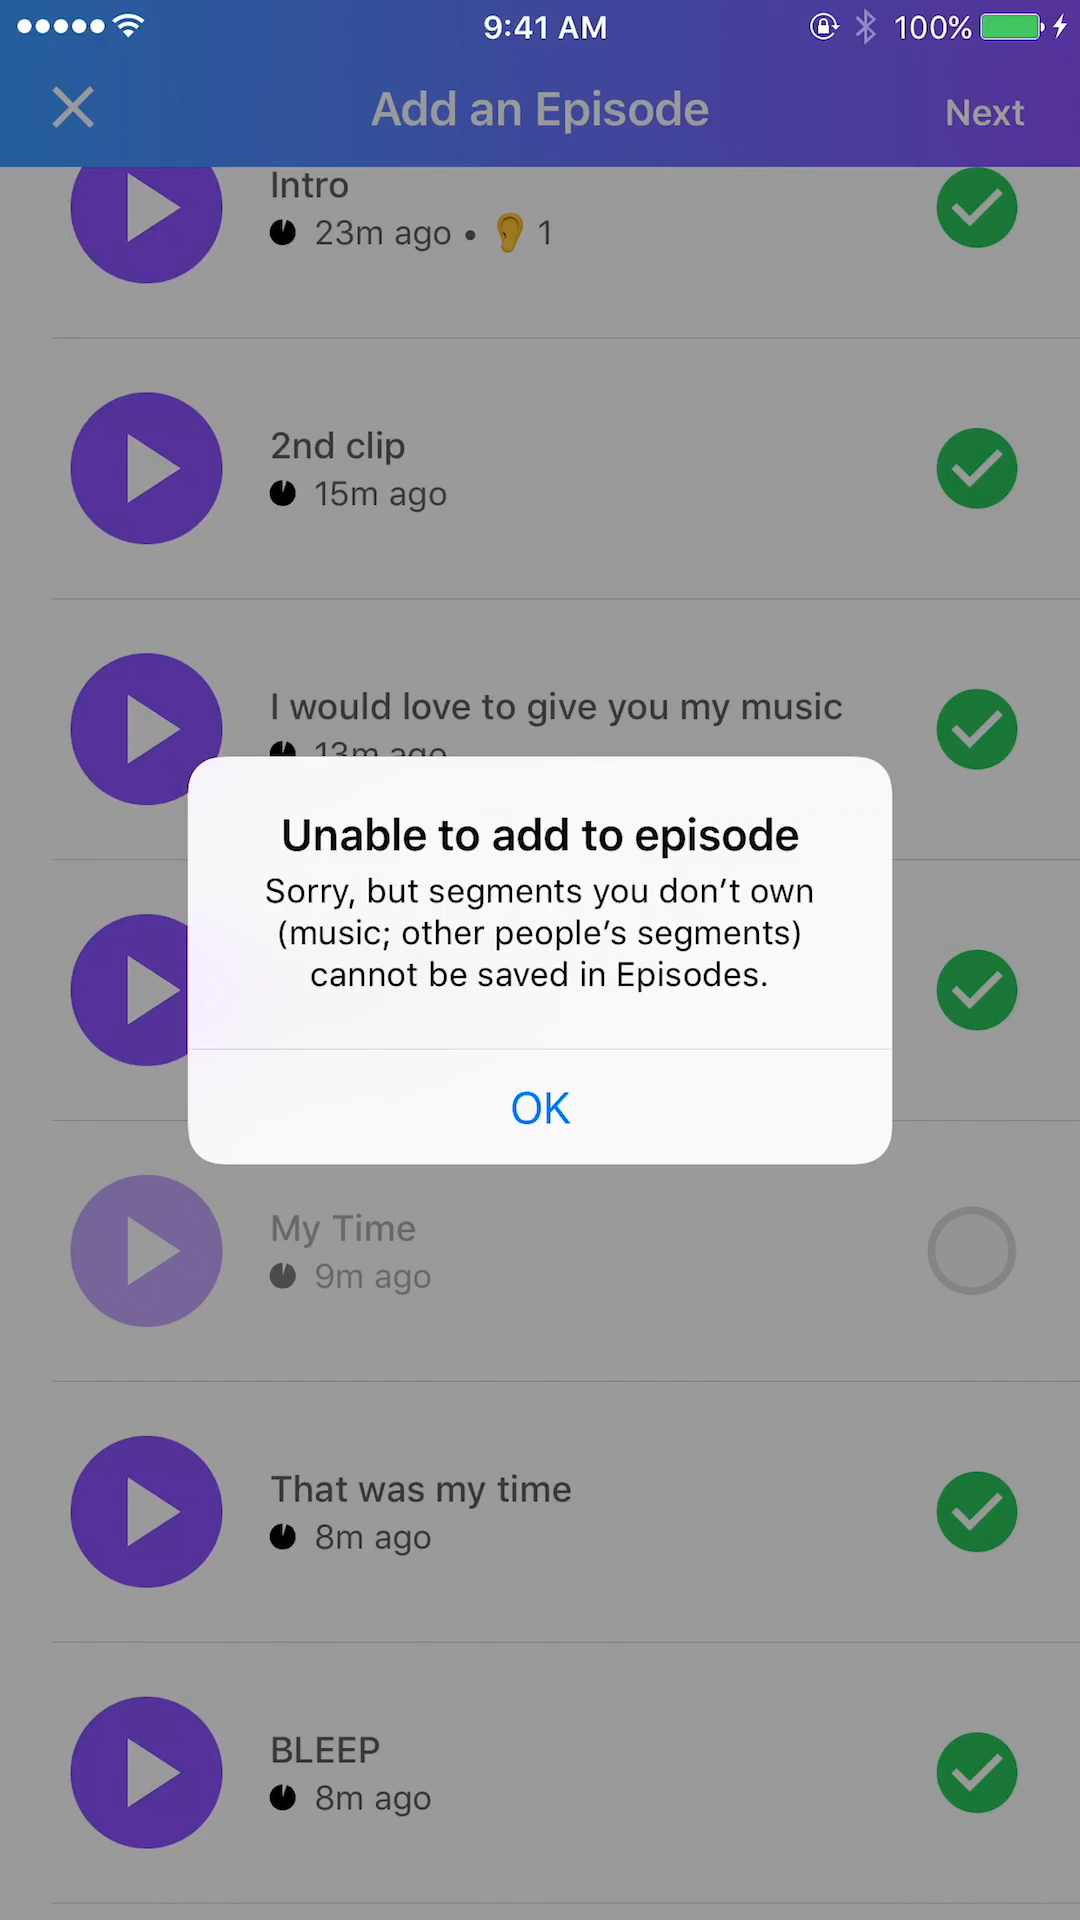 9:41 AM
100%
Add an Episode
Next
Intro
23m ago • 👂 1
2nd clip
15m ago
I would love to give you my music
13m ago
Unable to add to episode
Sorry, but segments you don’t own
(music; other people’s segments)
cannot be saved in Episodes.
OK
My Time
9m ago
That was my time
8m ago
BLEEP
8m ago